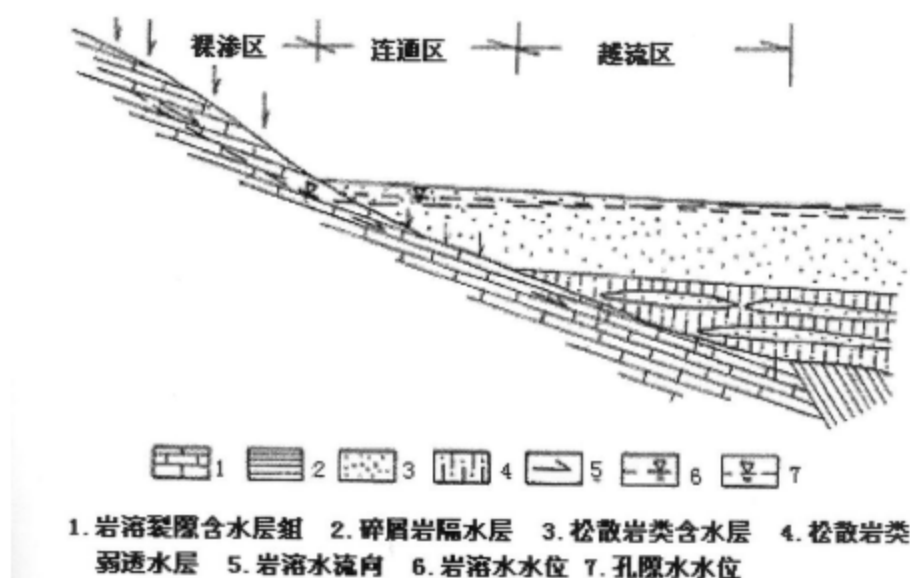 裸渗区 连通区 越流区
1 2 3 4 5 6 7
1.岩溶裂隙含水层组 2.碎屑岩隔水层 3.松散岩类含水层 4.松散岩类
弱透水层 5.岩溶水流向 6.岩溶水水位 7.孔隙水水位